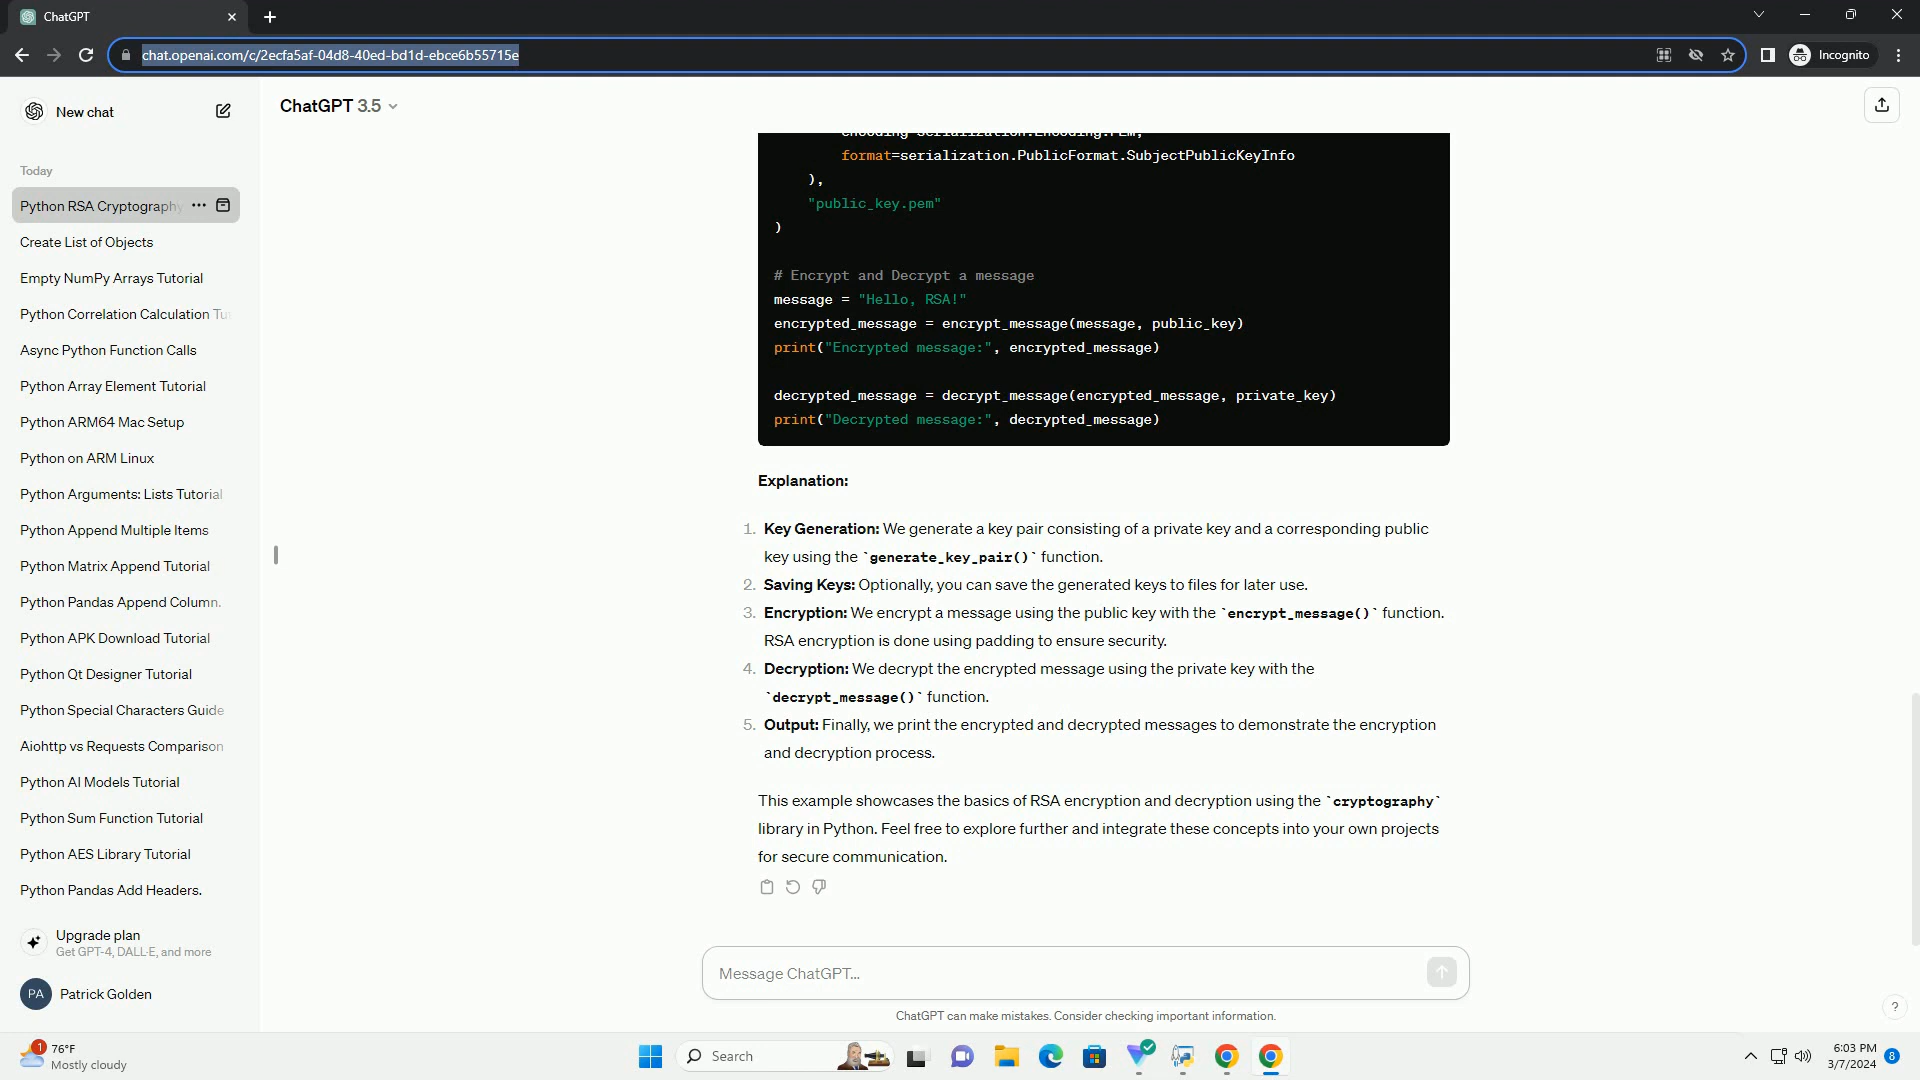 ChatGPT
chat.openai.com/c/2ecfa5af-04d8-40ed-bd1d-ebce6b55715e
Incognito
New chat
ChatGPT 3.5
Today
Python RSA Cryptography
Create List of Objects
Empty NumPy Arrays Tutorial
Python Correlation Calculation Tu
Async Python Function Calls
Python Array Element Tutorial
Python ARM64 Mac Setup
Python on ARM Linux
Python Arguments: Lists Tutorial
Python Append Multiple Items
Python Matrix Append Tutorial
Python Pandas Append Column.
Python APK Download Tutorial
Python Qt Designer Tutorial
Python Special Characters Guide
Aiohttp vs Requests Comparison
Python AI Models Tutorial
Python Sum Function Tutorial
Python AES Library Tutorial
Python Pandas Add Headers.
Upgrade plan
Get GPT-4, DALL·E, and more
PA
Patrick Golden
encoding=serialization.Encoding.PEM,
format=serialization.PublicFormat.SubjectPublicKeyInfo
),
"public_key.pem"
)
# Encrypt and Decrypt a message
message = "Hello, RSA!"
encrypted_message = encrypt_message(message, public_key)
print("Encrypted message:", encrypted_message)
decrypted_message = decrypt_message(encrypted_message, private_key)
print("Decrypted message:", decrypted_message)
Explanation:
1. Key Generation: We generate a key pair consisting of a private key and a corresponding public
key using the `generate_key_pair()` function.
2. Saving Keys: Optionally, you can save the generated keys to files for later use.
3. Encryption: We encrypt a message using the public key with the `encrypt_message()` function.
RSA encryption is done using padding to ensure security.
4. Decryption: We decrypt the encrypted message using the private key with the
`decrypt_message()` function.
5. Output: Finally, we print the encrypted and decrypted messages to demonstrate the encryption
and decryption process.
This example showcases the basics of RSA encryption and decryption using the `cryptography`
library in Python. Feel free to explore further and integrate these concepts into your own projects
for secure communication.
Message ChatGPT...
ChatGPT can make mistakes. Consider checking important information.
?
1
76°F
Mostly cloudy
Search
6:03 PM
3/7/2024
8